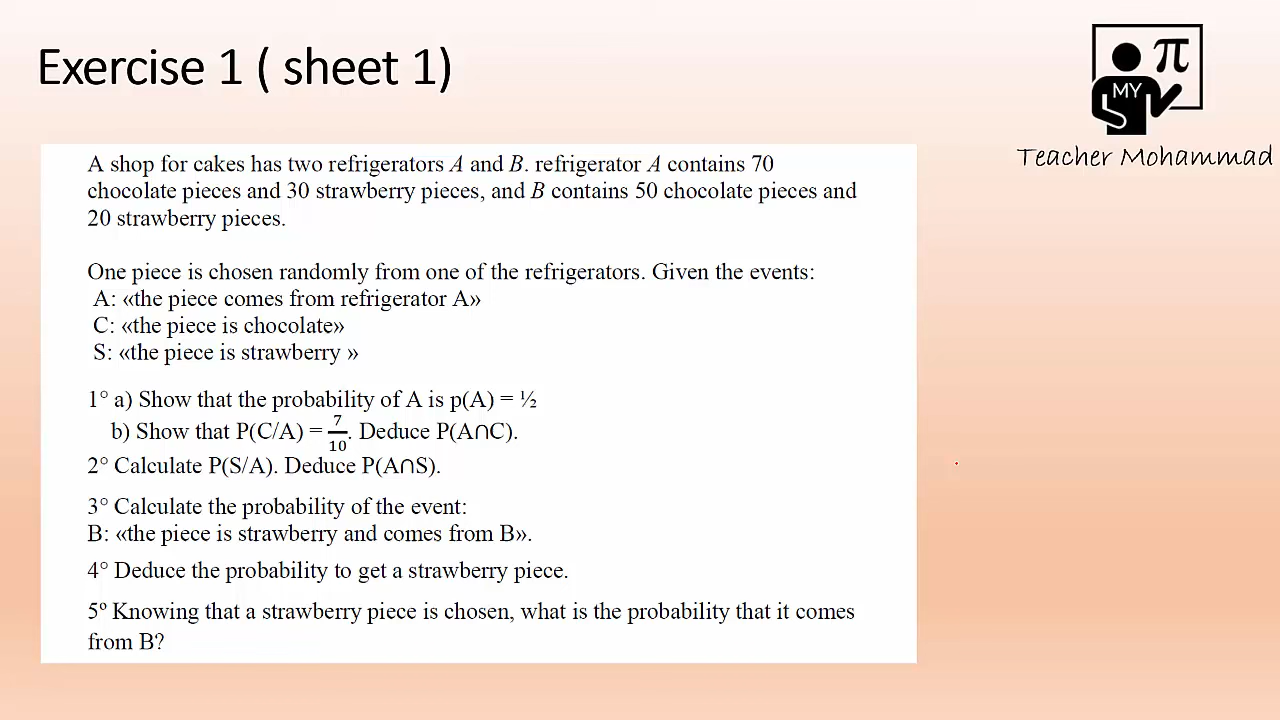 Exercise 1 ( sheet 1)
π
MY
Teacher Mohammad
A shop for cakes has two refrigerators A and B. refrigerator A contains 70
chocolate pieces and 30 strawberry pieces, and B contains 50 chocolate pieces and
20 strawberry pieces.
One piece is chosen randomly from one of the refrigerators. Given the events:
A: «the piece comes from refrigerator A»
C: «the piece is chocolate»
S: «the piece is strawberry »
1° a) Show that the probability of A is p(A) = ½
b) Show that P(C/A) = 7/10. Deduce P(A∩C).
2° Calculate P(S/A). Deduce P(A∩S).
3° Calculate the probability of the event:
B: «the piece is strawberry and comes from B».
4° Deduce the probability to get a strawberry piece.
5º Knowing that a strawberry piece is chosen, what is the probability that it comes
from B?